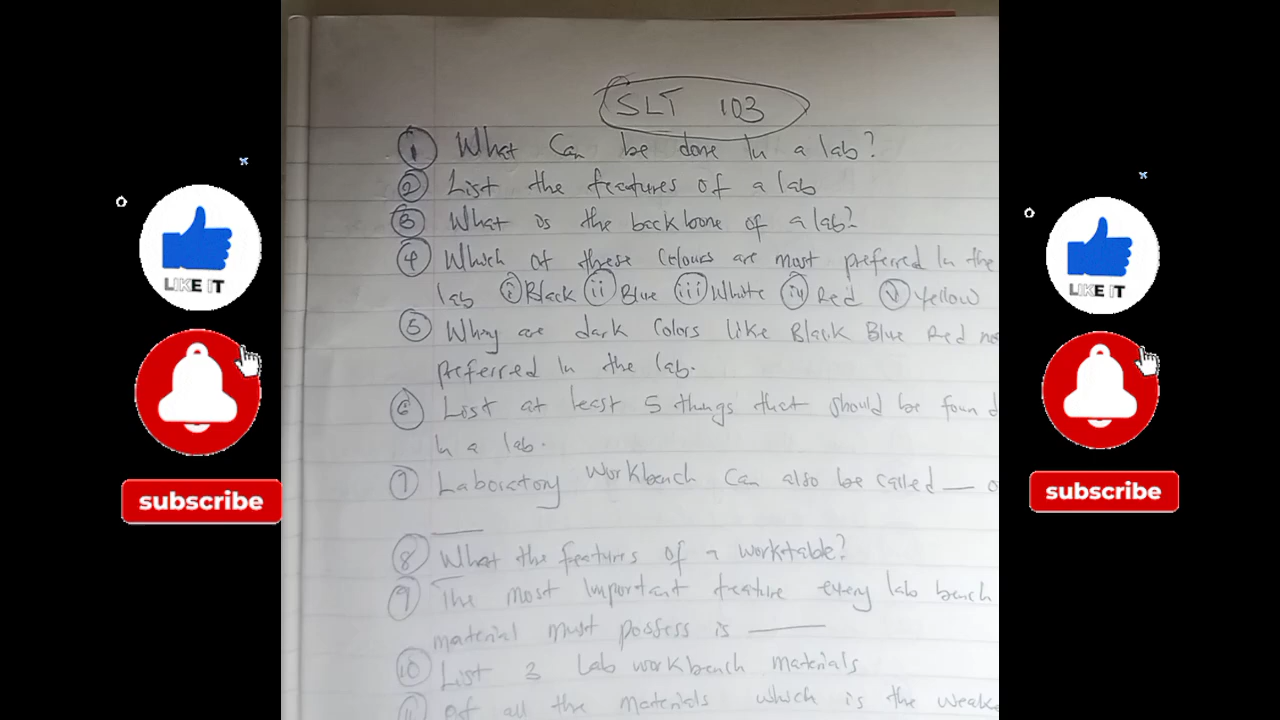 SLT 103
① What can be done in a lab?
② List the features of a lab
③ What is the backbone of a lab?
④ Which of these colours are most preferred in the
lab ⓘ Black ⓘⓘ Blue ⓘⓘⓘ White ⓘⓥ Red ⓥ Yellow
⑤ Why are dark colors like Black Blue Red
preferred in the lab.
⑥ List at least 5 things that should be found
in a lab.
⑦ Laboratory workbench can also be called —
—
⑧ What the features of a worktable?
⑨ The most important feature every lab bench
material must possess is ——
⑩ List 3 Lab workbench materials
⑪ Of all the materials which is the
LIKE IT
subscribe
LIKE IT
subscribe